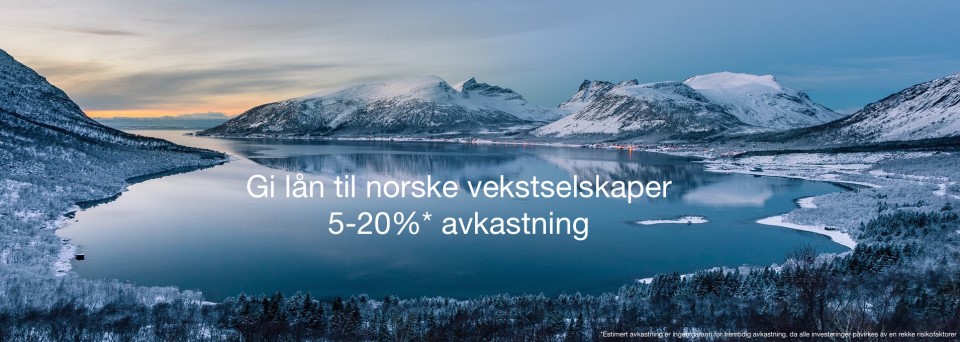 Gi lån til norske vekstselskaper
5-20%* avkastning
*Estimert avkastning er ingen garanti for fremtidig avkastning, da alle investeringer påvirkes av en rekke risikofaktorer